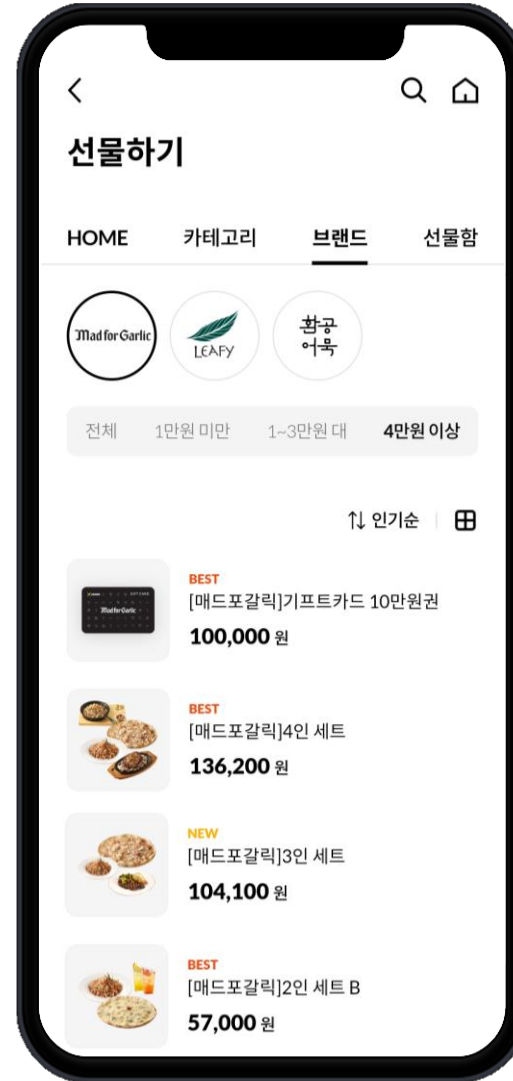 선물하기
HOME 카테고리 브랜드 선물함
Mad for Garlic
LEAFY
환공
어묵
전체 1만원 미만 1~3만원 대 4만원 이상
인기순
Mad for Garlic
BEST
[매드포갈릭]기프트카드 10만원권
100,000 원
BEST
[매드포갈릭]4인 세트
136,200 원
NEW
[매드포갈릭]3인 세트
104,100 원
BEST
[매드포갈릭]2인 세트 B
57,000 원